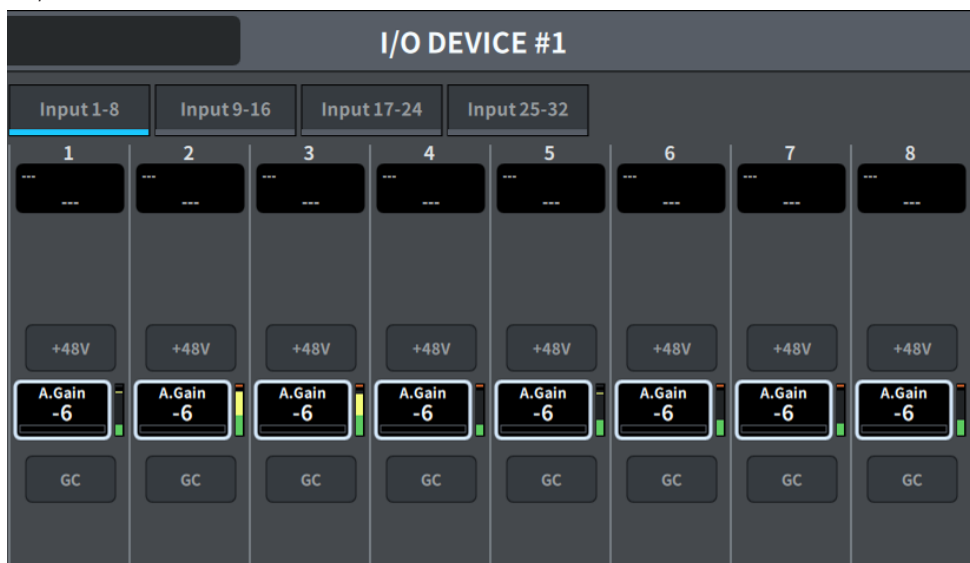 I/O DEVICE #1
Input 1-8 Input 9-16 Input 17-24 Input 25-32
1 2 3 4 5 6 7 8
--- --- --- --- --- --- --- ---
--- --- --- --- --- --- --- ---
+48V +48V +48V +48V +48V +48V +48V +48V
A.Gain A.Gain A.Gain A.Gain A.Gain A.Gain A.Gain A.Gain
-6 -6 -6 -6 -6 -6 -6 -6
GC GC GC GC GC GC GC GC